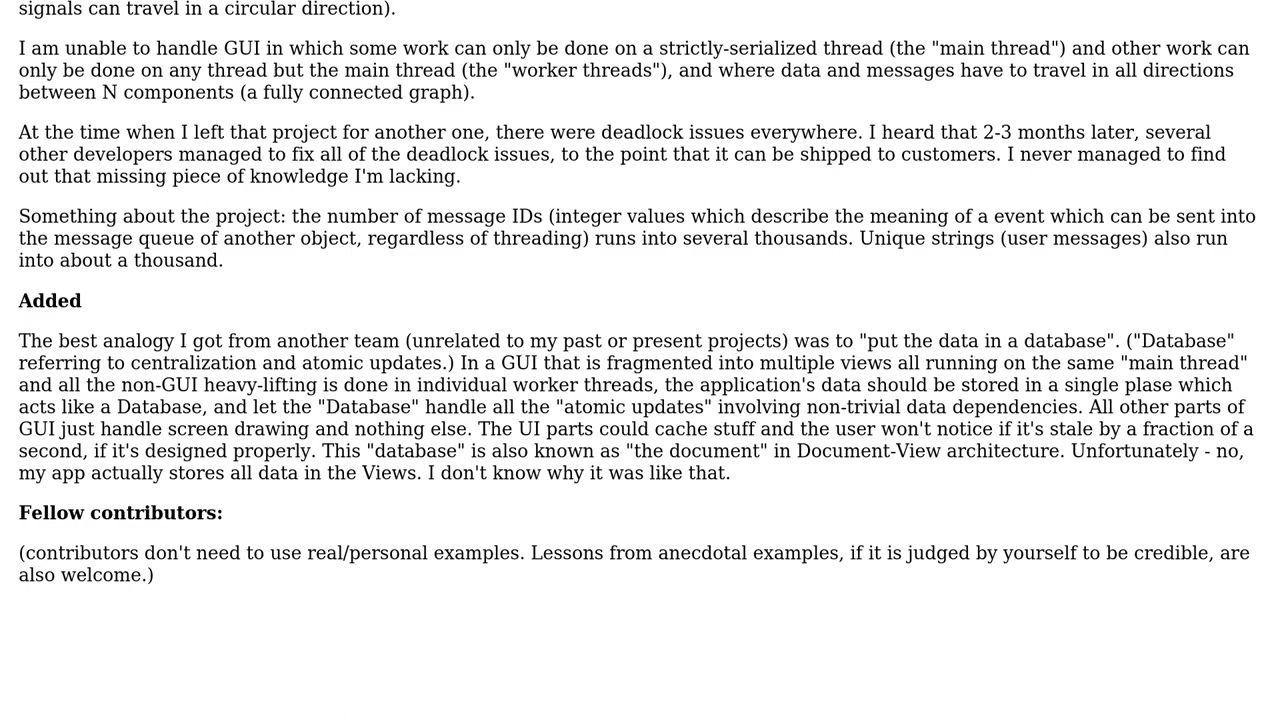 signals can travel in a circular direction).
I am unable to handle GUI in which some work can only be done on a strictly-serialized thread (the "main thread") and other work can
only be done on any thread but the main thread (the "worker threads"), and where data and messages have to travel in all directions
between N components (a fully connected graph).
At the time when I left that project for another one, there were deadlock issues everywhere. I heard that 2-3 months later, several
other developers managed to fix all of the deadlock issues, to the point that it can be shipped to customers. I never managed to find
out that missing piece of knowledge I'm lacking.
Something about the project: the number of message IDs (integer values which describe the meaning of a event which can be sent into
the message queue of another object, regardless of threading) runs into several thousands. Unique strings (user messages) also run
into about a thousand.
Added
The best analogy I got from another team (unrelated to my past or present projects) was to "put the data in a database". ("Database"
referring to centralization and atomic updates.) In a GUI that is fragmented into multiple views all running on the same "main thread"
and all the non-GUI heavy-lifting is done in individual worker threads, the application's data should be stored in a single plase which
acts like a Database, and let the "Database" handle all the "atomic updates" involving non-trivial data dependencies. All other parts of
GUI just handle screen drawing and nothing else. The UI parts could cache stuff and the user won't notice if it's stale by a fraction of a
second, if it's designed properly. This "database" is also known as "the document" in Document-View architecture. Unfortunately - no,
my app actually stores all data in the Views. I don't know why it was like that.
Fellow contributors:
(contributors don't need to use real/personal examples. Lessons from anecdotal examples, if it is judged by yourself to be credible, are
also welcome.)